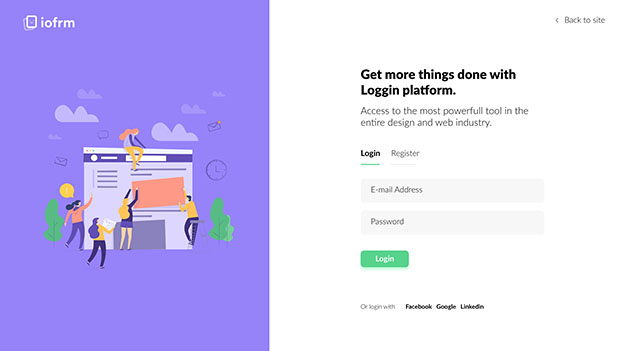 iofrm
Back to site
Get more things done with
Loggin platform.
Access to the most powerfull tool in the
entire design and web industry.
Login Register
E-mail Address
Password
Login
Or login with Facebook Google Linkedin